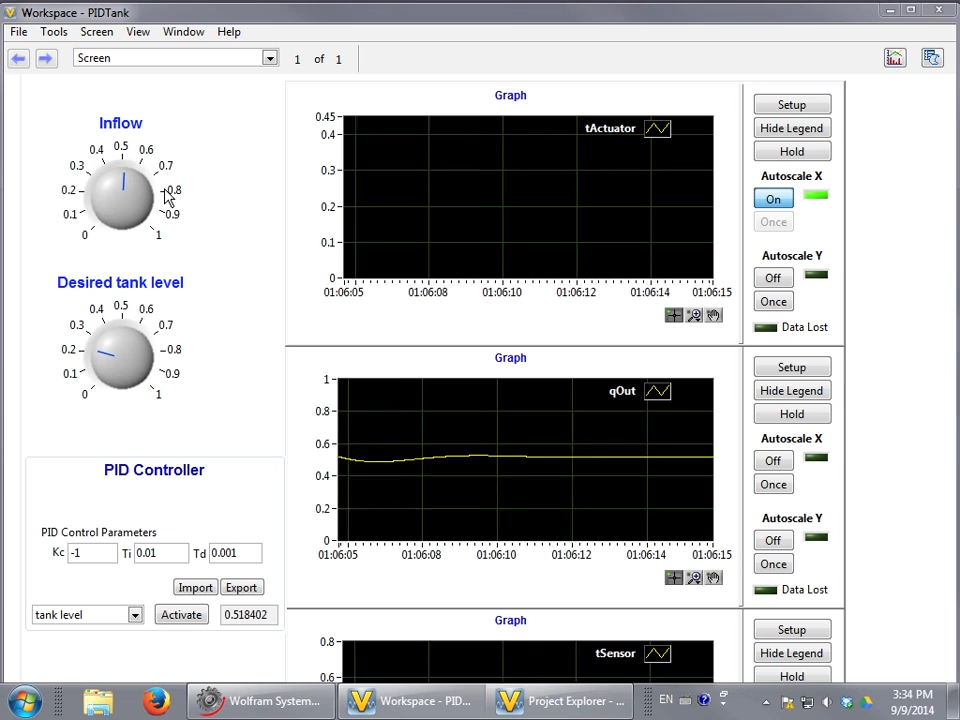 Workspace - PIDTank
File Tools Screen View Window Help
Screen 1 of 1
Inflow
0 0.1 0.2 0.3 0.4 0.5 0.6 0.7 0.8 0.9 1
Desired tank level
0 0.1 0.2 0.3 0.4 0.5 0.6 0.7 0.8 0.9 1
PID Controller
PID Control Parameters
Kc -1 Ti 0.01 Td 0.001
Import Export
tank level Activate 0.518402
Graph
tActuator
0.45
0.4
0.3
0.2
0.1
0
01:06:05 01:06:08 01:06:10 01:06:12 01:06:14 01:06:15
Setup
Hide Legend
Hold
Autoscale X
On
Once
Autoscale Y
Off
Once
Data Lost
Graph
qOut
1
0.8
0.6
0.4
0.2
0
01:06:05 01:06:08 01:06:10 01:06:12 01:06:14 01:06:15
Setup
Hide Legend
Hold
Autoscale X
Off
Once
Autoscale Y
Off
Once
Data Lost
Graph
tSensor
0.8
0.6
Setup
Hide Legend
Hold
Wolfram System... Workspace - PID... Project Explorer - ... EN 3:34 PM
9/9/2014